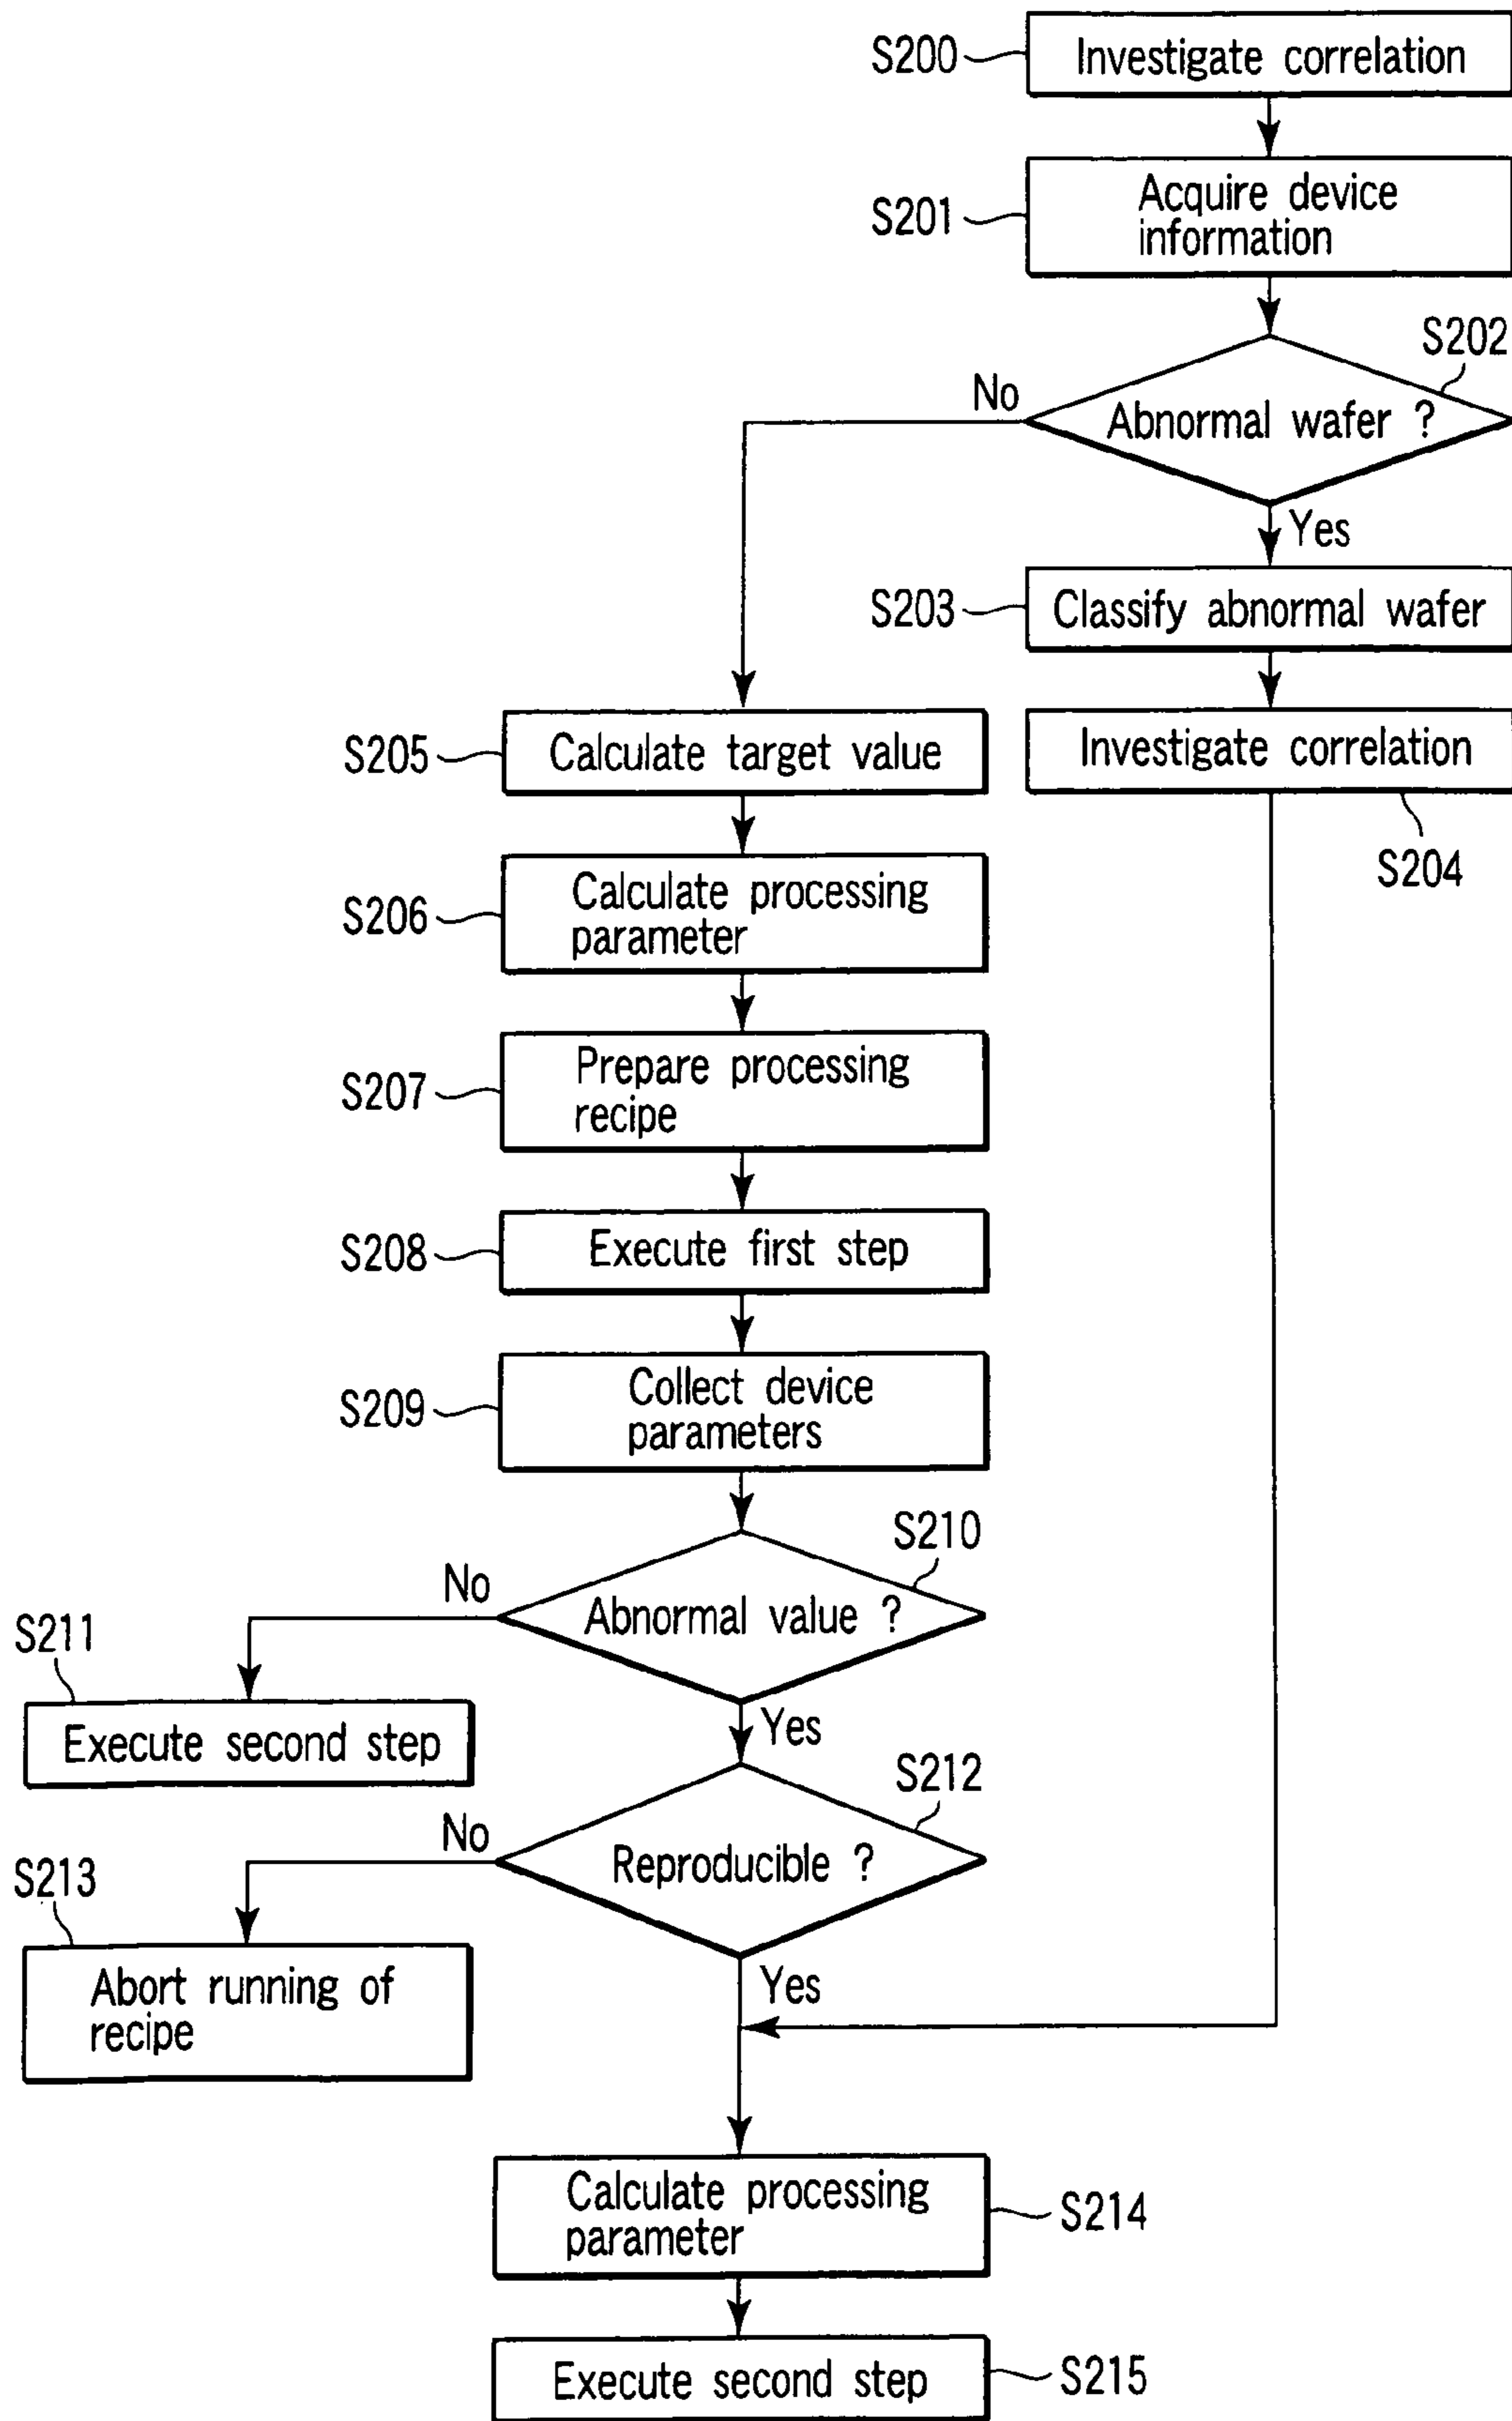 S200
Investigate correlation
S201
Acquire device
information
S202
No
Abnormal wafer ?
Yes
S203
Classify abnormal wafer
S205
Calculate target value
Investigate correlation
S204
S206
Calculate processing
parameter
S207
Prepare processing
recipe
S208
Execute first step
S209
Collect device
parameters
S210
No
Abnormal value ?
S211
Yes
Execute second step
S212
No
Reproducible ?
S213
Yes
Abort running of
recipe
Calculate processing
parameter
S214
Execute second step
S215